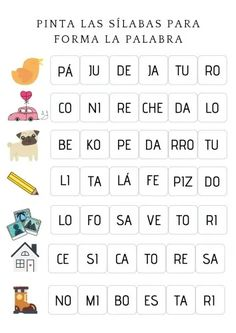 PINTA LAS SÍLABAS PARA
FORMA LA PALABRA
PÁ JU DE JA TU RO
CO NI RE CHE DA LO
BE KO PE DA RRO TU
LI TA LÁ FE PIZ DO
LO FO SA VE TO RI
CE SI CA TO RE SA
NO MI BO ES TA RI